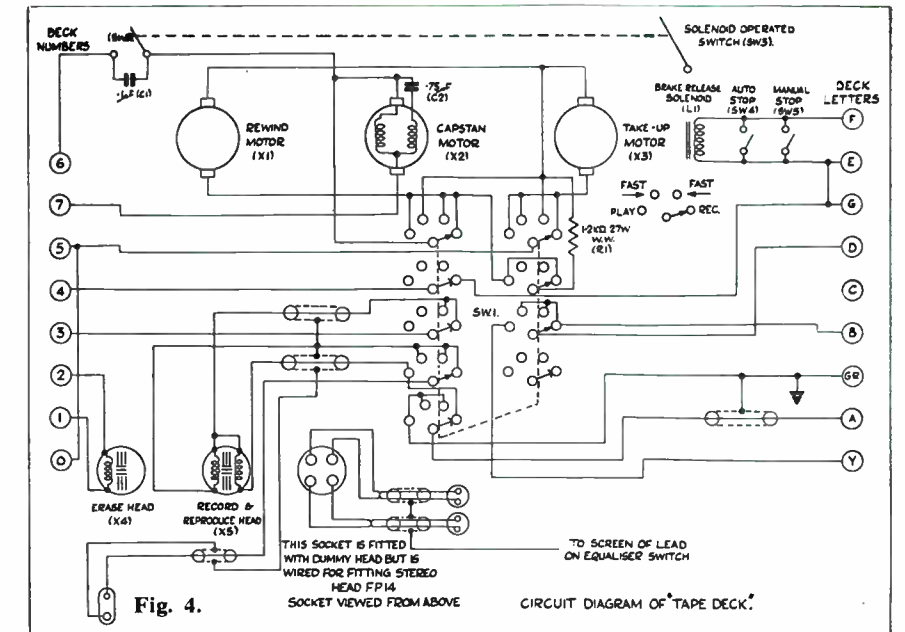 DECK
NUMBERS
SOLENOID OPERATED
SWITCH (SW3).
·1µF (C1)
·75µF
(C2)
REWIND
MOTOR
(X1)
CAPSTAN
MOTOR
(X2)
TAKE-UP
MOTOR
(X3)
BRAKE RELEASE
SOLENOID
(L1)
AUTO
STOP
(SW4)
MANUAL
STOP
(SW5)
DECK
LETTERS
F
6
E
FAST
FAST
7
PLAY
REC.
G
1·2KΩ 27W
W.W.
(R1)
5
D
4
C
SW.1.
3
B
2
GR
1
A
0
Y
ERASE HEAD
(X4)
RECORD &
REPRODUCE HEAD
(X5)
THIS SOCKET IS FITTED
WITH DUMMY HEAD BUT IS
WIRED FOR FITTING STEREO
HEAD FP14
SOCKET VIEWED FROM ABOVE
TO SCREEN OF LEAD
ON EQUALISER SWITCH
Fig. 4.
CIRCUIT DIAGRAM OF "TAPE DECK".